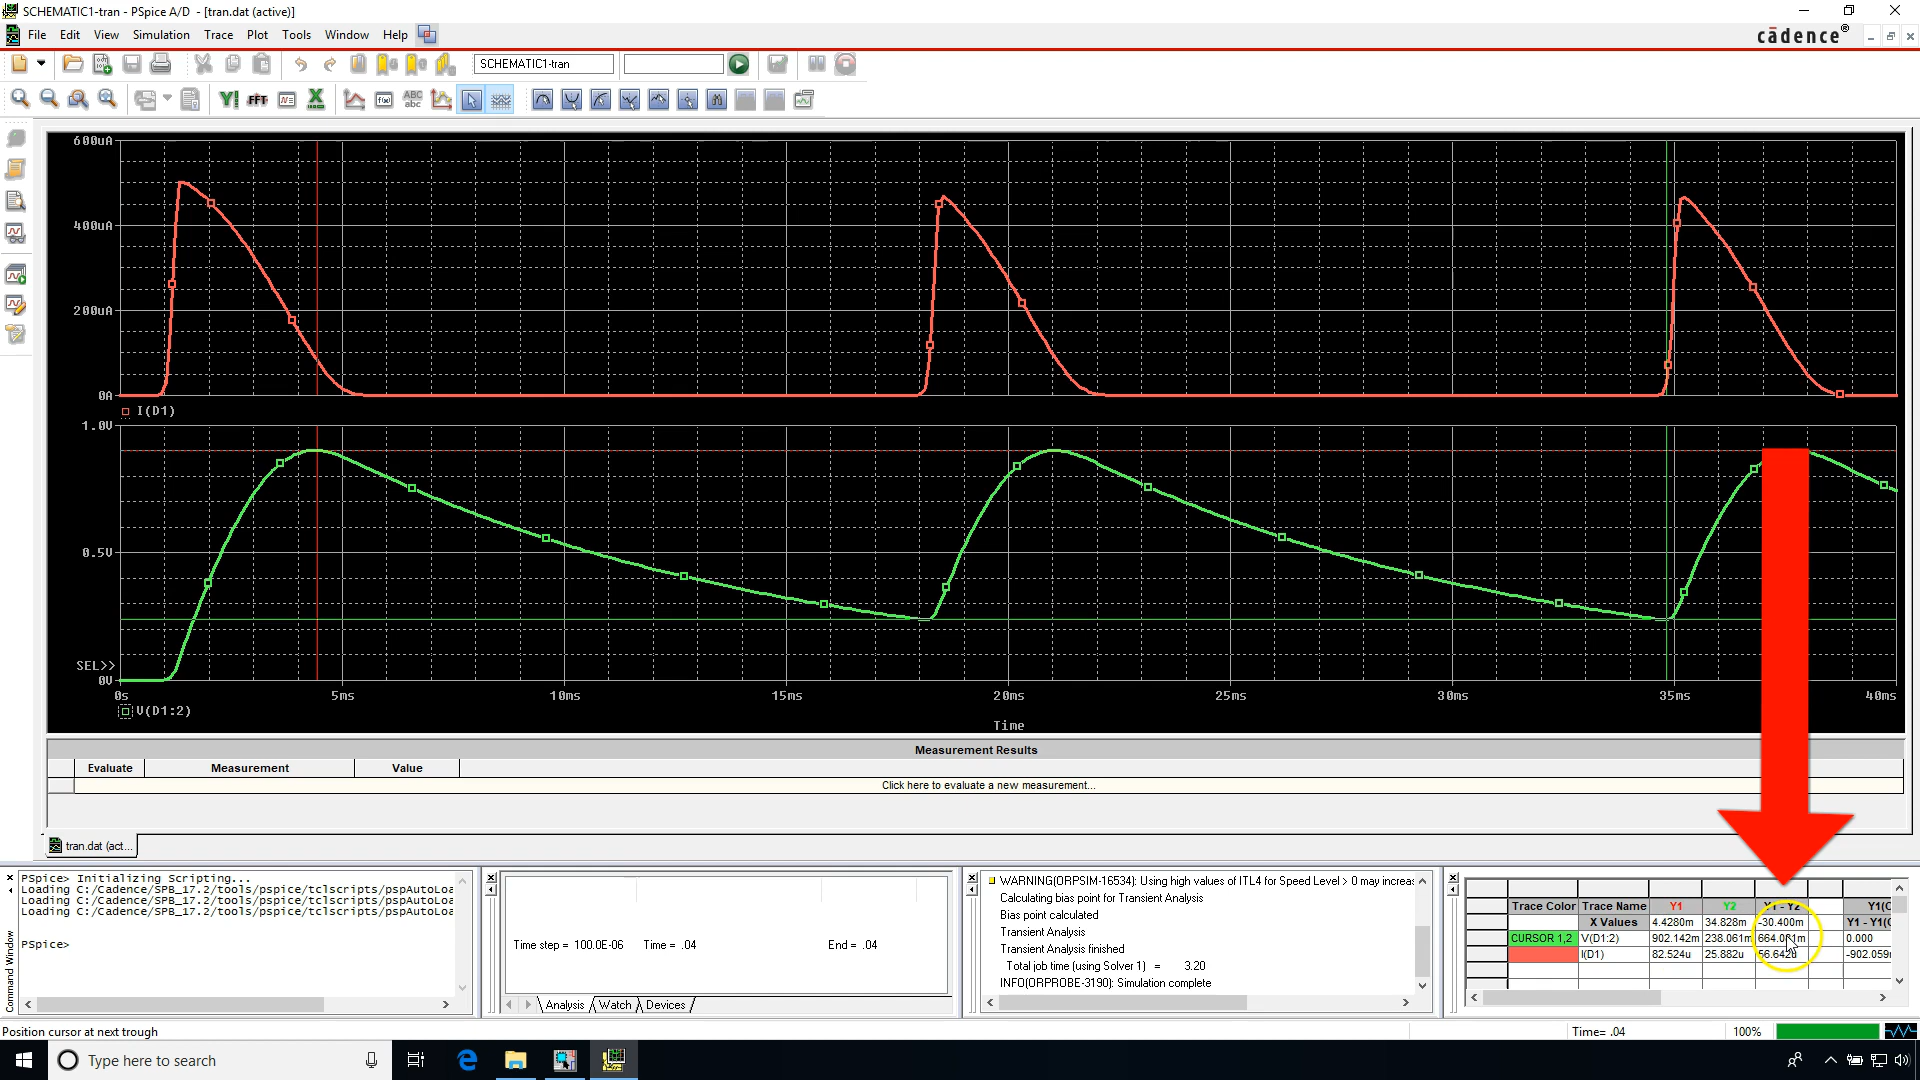 SCHEMATIC1-tran - PSpice A/D - [tran.dat (active)]
File Edit View Simulation Trace Plot Tools Window Help
cādence®
SCHEMATIC1-tran
FFT
ABC
abc
600uA
400uA
200uA
0A
I(D1)
1.0V
0.5V
SEL>>
0V
0s 5ms 10ms 15ms 20ms 25ms 30ms 35ms 40ms
V(D1:2)
Time
Measurement Results
Evaluate Measurement Value
Click here to evaluate a new measurement...
tran.dat (act...
Command Window
PSpice> Initializing Scripting...
Loading C:/Cadence/SPB_17.2/tools/pspice/tclscripts/pspAutoLoa
Loading C:/Cadence/SPB_17.2/tools/pspice/tclscripts/pspAutoLoa
Loading C:/Cadence/SPB_17.2/tools/pspice/tclscripts/pspAutoLoa
PSpice>
Time step = 100.0E-06 Time = .04 End = .04
Analysis Watch Devices
WARNING(ORPSIM-16534): Using high values of ITL4 for Speed Level > 0 may increas
Calculating bias point for Transient Analysis
Bias point calculated
Transient Analysis
Transient Analysis finished
Total job time (using Solver 1) = 3.20
INFO(ORPROBE-3190): Simulation complete
Trace Color Trace Name Y1 Y2 Y1 - Y2 Y1(C
X Values 4.4280m 34.828m -30.400m Y1 - Y1(C
CURSOR 1,2 V(D1:2) 902.142m 238.061m 0.000
I(D1) 82.524u 25.882u 56.642u -902.059
Position cursor at next trough
Time= .04 100%
Type here to search